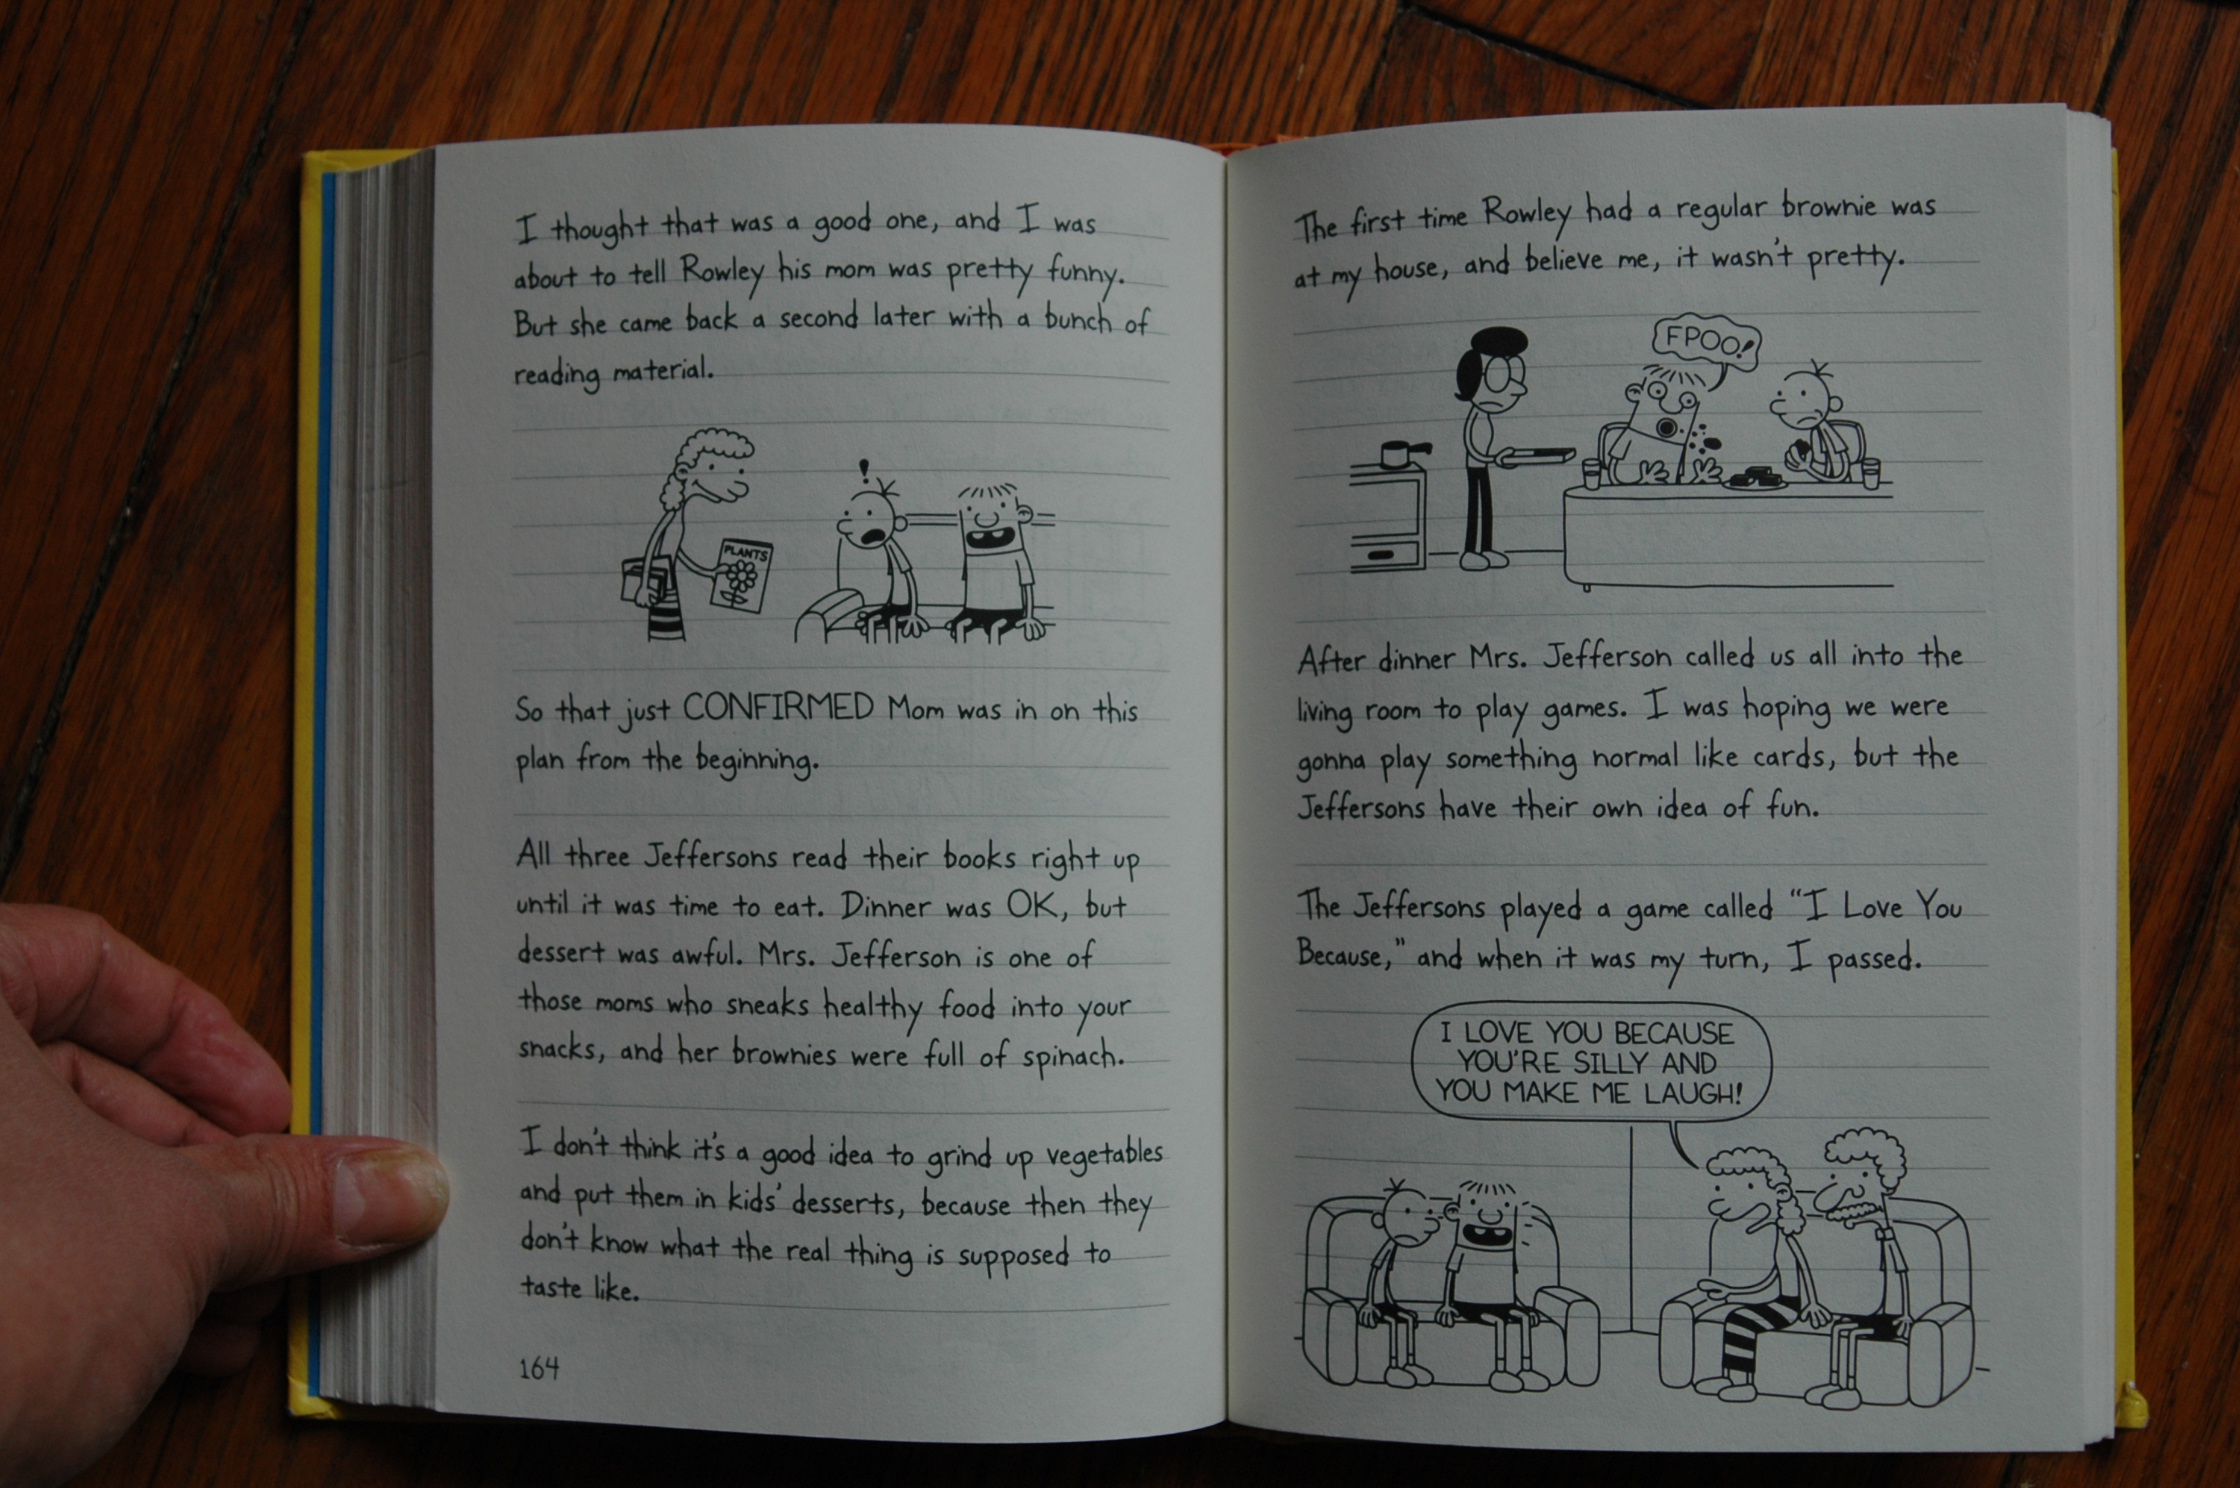 I thought that was a good one, and I was
about to tell Rowley his mom was pretty funny.
But she came back a second later with a bunch of
reading material.
!
PLANTS
So that just CONFIRMED Mom was in on this
plan from the beginning.
All three Jeffersons read their books right up
until it was time to eat. Dinner was OK, but
dessert was awful. Mrs. Jefferson is one of
those moms who sneaks healthy food into your
snacks, and her brownies were full of spinach.
I don't think it's a good idea to grind up vegetables
and put them in kids' desserts, because then they
don't know what the real thing is supposed to
taste like.
164
The first time Rowley had a regular brownie was
at my house, and believe me, it wasn't pretty.
FPOO!
After dinner Mrs. Jefferson called us all into the
living room to play games. I was hoping we were
gonna play something normal like cards, but the
Jeffersons have their own idea of fun.
The Jeffersons played a game called "I Love You
Because," and when it was my turn, I passed.
I LOVE YOU BECAUSE
YOU'RE SILLY AND
YOU MAKE ME LAUGH!